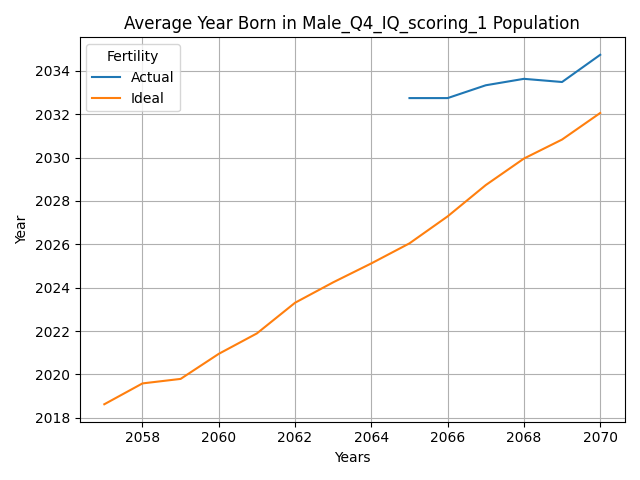 Average Year Born in Male_Q4_IQ_scoring_1 Population
Fertility
Actual
Ideal
2034
2032
2030
2028
2026
2024
2022
2020
2018
Year
2058 2060 2062 2064 2066 2068 2070
Years